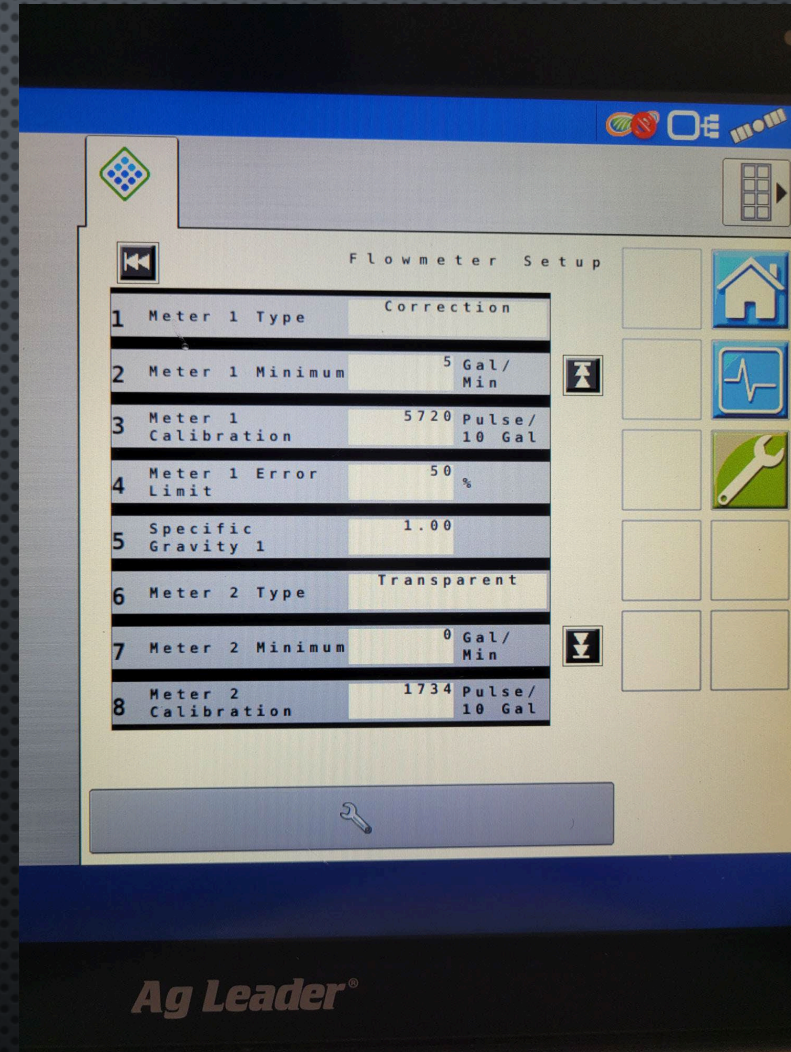 Flowmeter Setup
1 Meter 1 Type Correction
2 Meter 1 Minimum 5 Gal/
Min
3 Meter 1
Calibration 5720 Pulse/
10 Gal
4 Meter 1 Error
Limit 50 %
5 Specific
Gravity 1 1.00
6 Meter 2 Type Transparent
7 Meter 2 Minimum 0 Gal/
Min
8 Meter 2
Calibration 1734 Pulse/
10 Gal
Ag Leader®